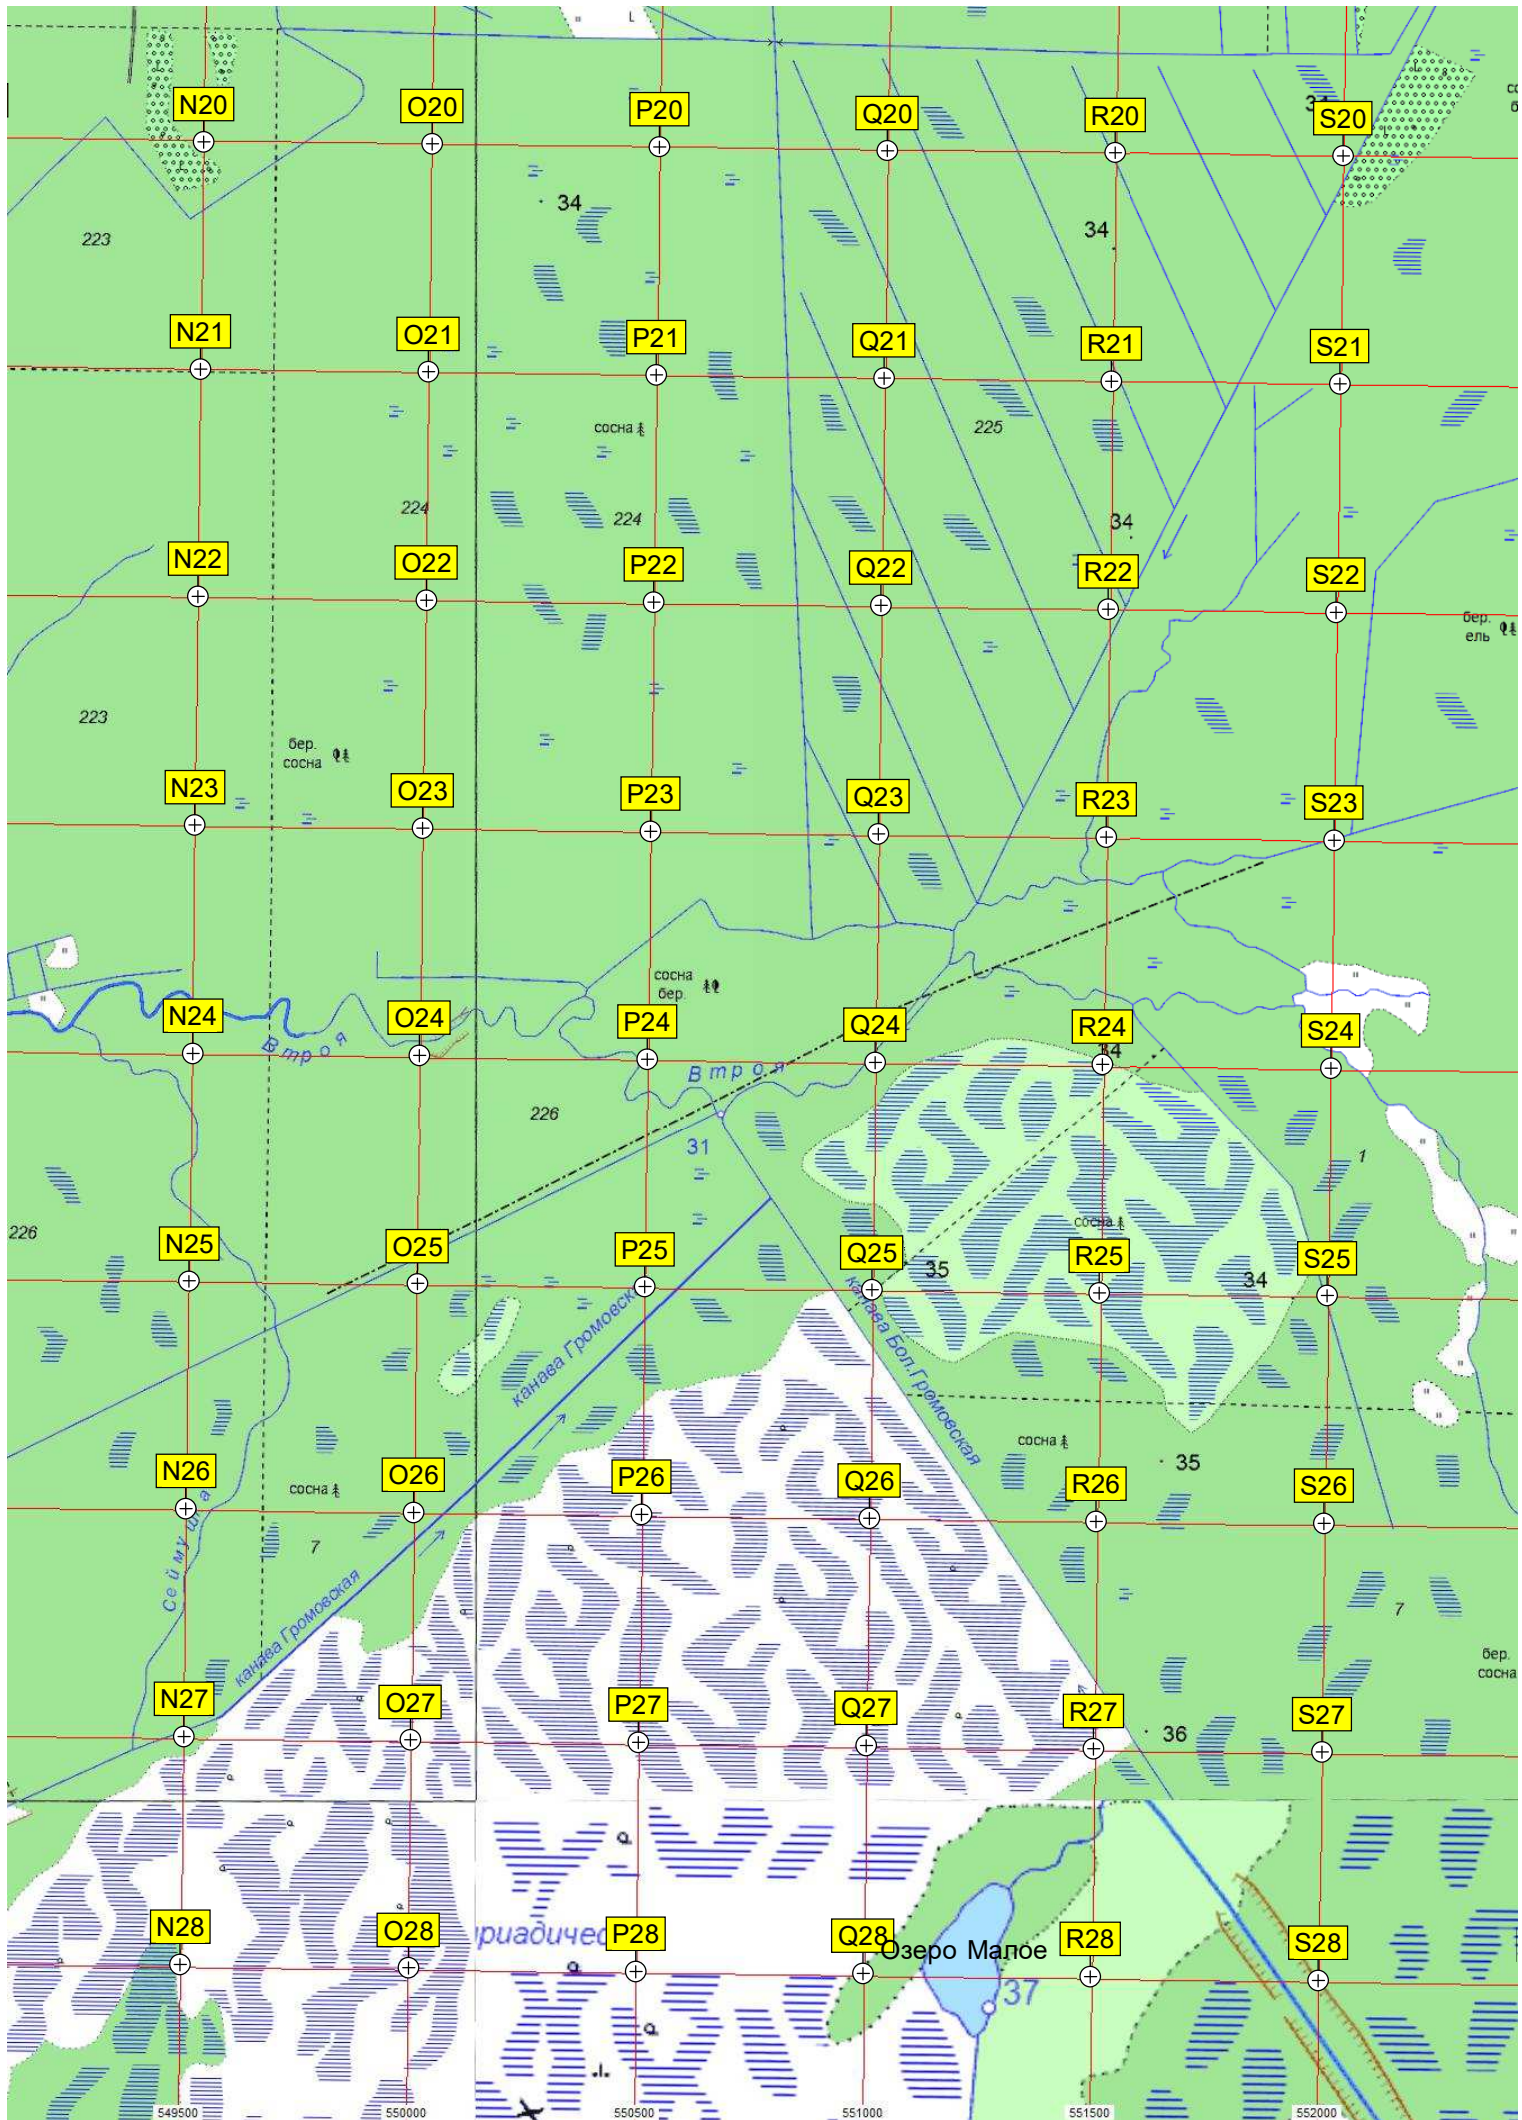 L
34
N20
O20
P20
Q20
R20
S20
34
34
223
N21
O21
P21
Q21
R21
S21
сосна
225
224
224
34
N22
O22
P22
Q22
R22
S22
бер.
ель
223
бер.
сосна
N23
O23
P23
Q23
R23
S23
сосна
бер.
N24
O24
P24
Q24
R24
S24
Втроя
34
Втроя
226
31
1
226
сосна
N25
O25
P25
Q25
R25
S25
35
34
канава Громовск
канава Бол.Громовская
сосна
35
N26
O26
P26
Q26
R26
S26
сосна
7
Сеймушка
канава Громовская
7
бер.
сосна
N27
O27
P27
Q27
R27
S27
36
N28
O28
P28
Q28
R28
S28
риадичес
Озеро Малое
37
549500
550000
550500
551000
551500
552000